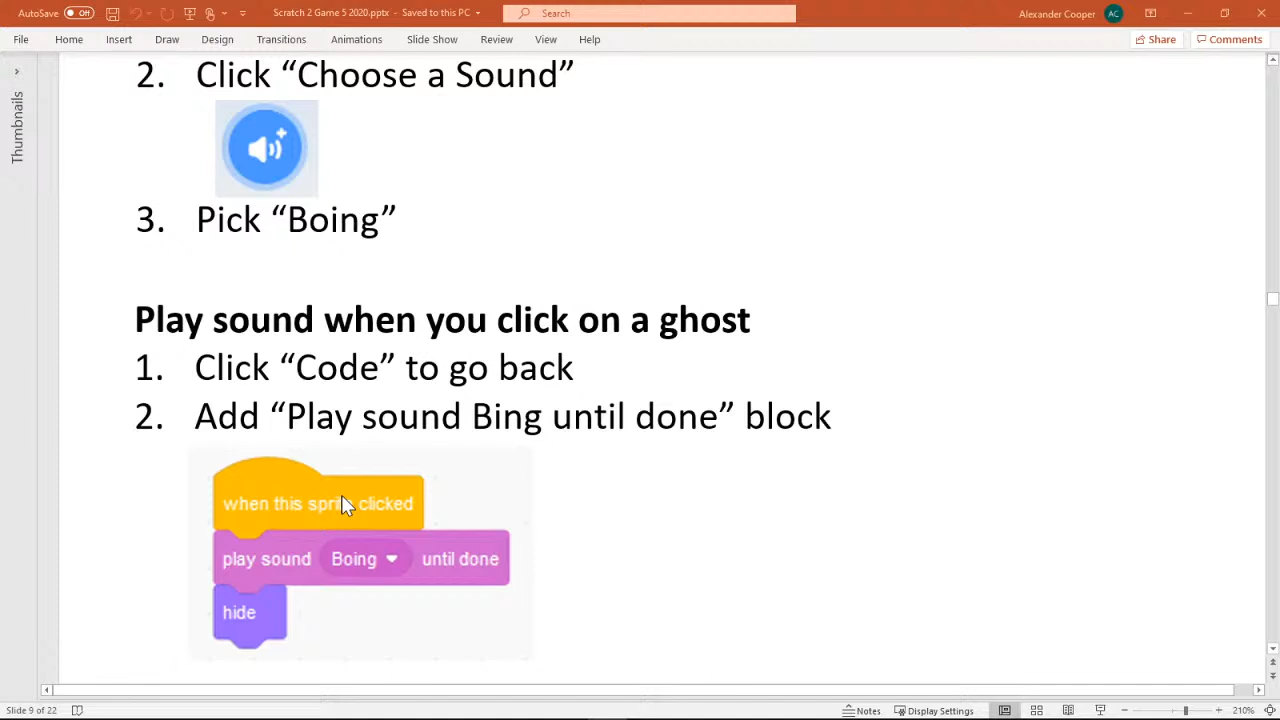 AutoSave Off Scratch 2 Game 5 2020.pptx - Saved to this PC Search Alexander Cooper AC
File Home Insert Draw Design Transitions Animations Slide Show Review View Help Share Comments
Thumbnails
2. Click “Choose a Sound”
3. Pick “Boing”
Play sound when you click on a ghost
1. Click “Code” to go back
2. Add “Play sound Bing until done” block
when this sprite clicked
play sound Boing until done
hide
Slide 9 of 22 Notes Display Settings 210%